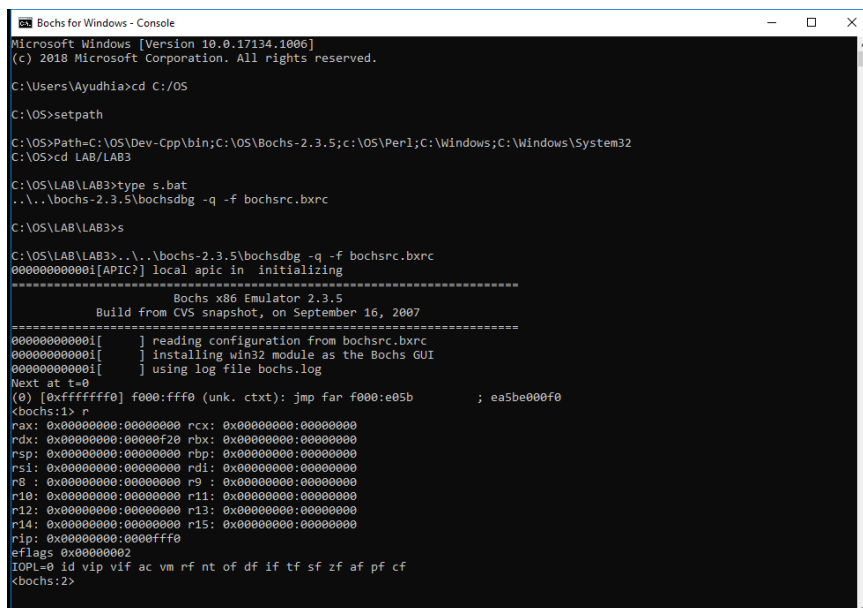 Bochs for Windows - Console
Microsoft Windows [Version 10.0.17134.1006]
(c) 2018 Microsoft Corporation. All rights reserved.
C:\Users\Ayudhia>cd C:/OS
C:\OS>setpath
C:\OS>Path=C:\OS\Dev-Cpp\bin;C:\OS\Bochs-2.3.5;c:\OS\Perl;C:\Windows;C:\Windows\System32
C:\OS>cd LAB/LAB3
C:\OS\LAB\LAB3>type s.bat
..\..\bochs-2.3.5\bochsdbg -q -f bochsrc.bxrc
C:\OS\LAB\LAB3>s
C:\OS\LAB\LAB3>..\..\bochs-2.3.5\bochsdbg -q -f bochsrc.bxrc
00000000000i[APIC?] local apic in  initializing
========================================================================
Bochs x86 Emulator 2.3.5
Build from CVS snapshot, on September 16, 2007
========================================================================
00000000000i[     ] reading configuration from bochsrc.bxrc
00000000000i[     ] installing win32 module as the Bochs GUI
00000000000i[     ] using log file bochs.log
Next at t=0
(0) [0xfffffff0] f000:fff0 (unk. ctxt): jmp far f000:e05b         ; ea5be000f0
<bochs:1> r
rax: 0x00000000:00000000 rcx: 0x00000000:00000000
rdx: 0x00000000:00000f20 rbx: 0x00000000:00000000
rsp: 0x00000000:00000000 rbp: 0x00000000:00000000
rsi: 0x00000000:00000000 rdi: 0x00000000:00000000
r8 : 0x00000000:00000000 r9 : 0x00000000:00000000
r10: 0x00000000:00000000 r11: 0x00000000:00000000
r12: 0x00000000:00000000 r13: 0x00000000:00000000
r14: 0x00000000:00000000 r15: 0x00000000:00000000
rip: 0x00000000:0000fff0
eflags 0x00000002
IOPL=0 id vip vif ac vm rf nt of df if tf sf zf af pf cf
<bochs:2>